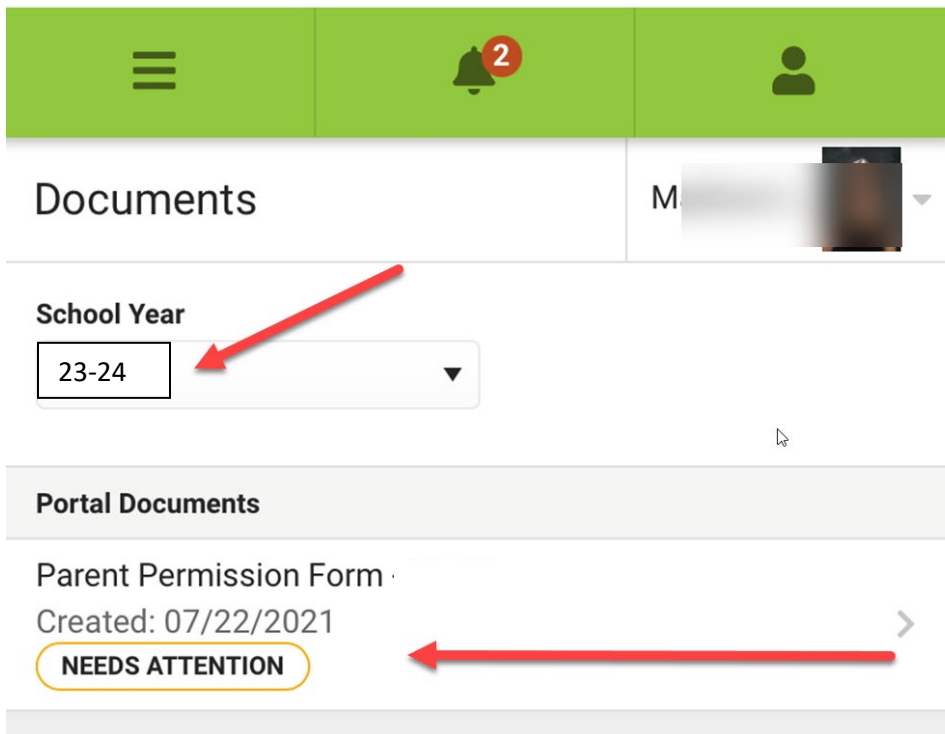 2
Documents
School Year
23-24
Portal Documents
Parent Permission Form -
Created: 07/22/2021
NEEDS ATTENTION